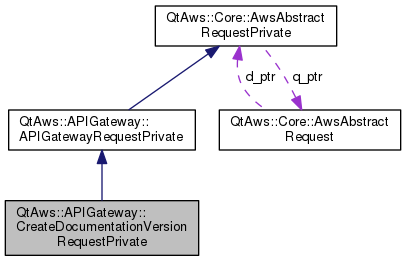 QtAws::Core::AwsAbstract
RequestPrivate
d_ptr
q_ptr
QtAws::APIGateway::
APIGatewayRequestPrivate
QtAws::Core::AwsAbstract
Request
QtAws::APIGateway::
CreateDocumentationVersion
RequestPrivate